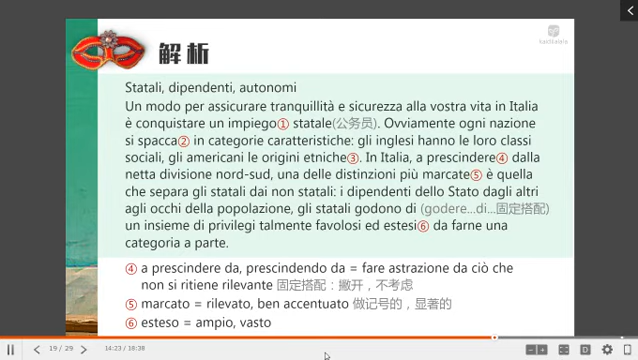 解析
Statali, dipendenti, autonomi
Un modo per assicurare tranquillità e sicurezza alla vostra vita in Italia
è conquistare un impiego① statale(公务员). Ovviamente ogni nazione
si spacca② in categorie caratteristiche: gli inglesi hanno le loro classi
sociali, gli americani le origini etniche③. In Italia, a prescindere④ dalla
netta divisione nord-sud, una delle distinzioni più marcate⑤ è quella
che separa gli statali dai non statali: i dipendenti dello Stato dagli altri
agli occhi della popolazione, gli statali godono di (godere...di...固定搭配)
un insieme di privilegi talmente favolosi ed estesi⑥ da farne una
categoria a parte.
④ a prescindere da, prescindendo da = fare astrazione da ciò che
non si ritiene rilevante 固定搭配：撇开，不考虑
⑤ marcato = rilevato, ben accentuato 做记号的，显著的
⑥ esteso = ampio, vasto
19 / 29
14:23 / 18:38